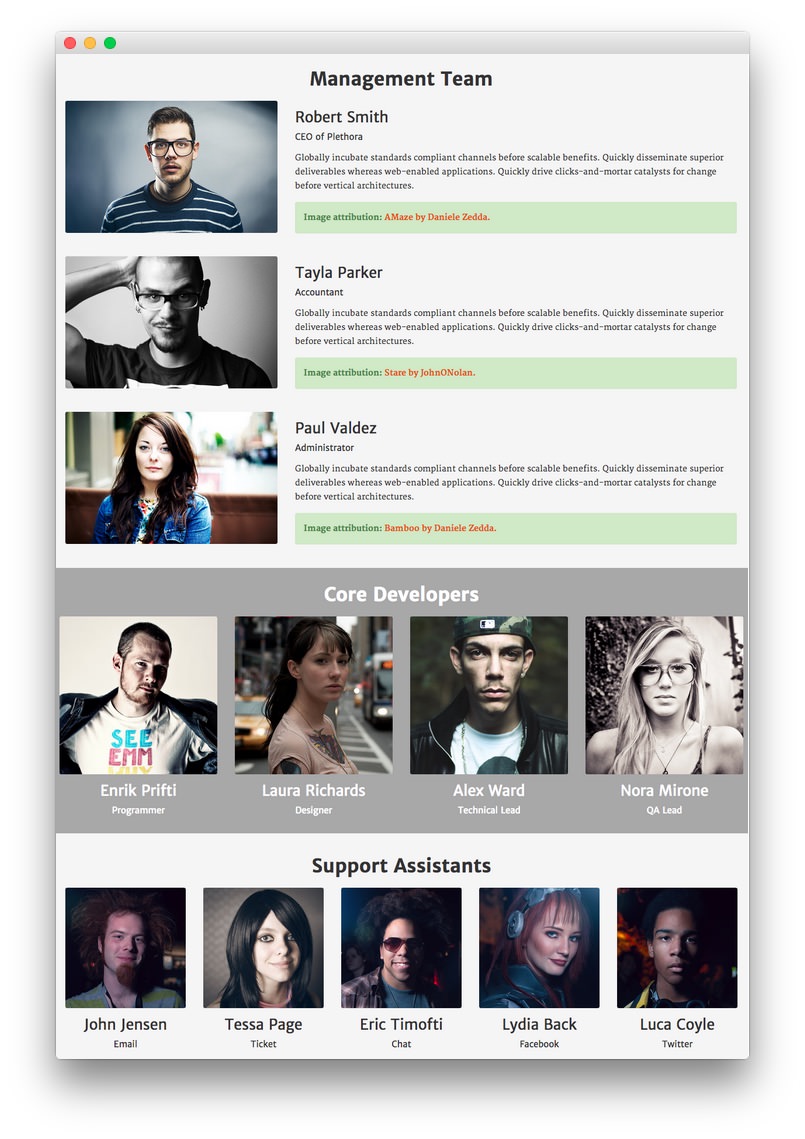 Management Team
Robert Smith
CEO of Plethora
Globally incubate standards compliant channels before scalable benefits. Quickly disseminate superior
deliverables whereas web-enabled applications. Quickly drive clicks-and-mortar catalysts for change
before vertical architectures.
Image attribution: AMaze by Daniele Zedda.
Tayla Parker
Accountant
Globally incubate standards compliant channels before scalable benefits. Quickly disseminate superior
deliverables whereas web-enabled applications. Quickly drive clicks-and-mortar catalysts for change
before vertical architectures.
Image attribution: Stare by JohnONolan.
Paul Valdez
Administrator
Globally incubate standards compliant channels before scalable benefits. Quickly disseminate superior
deliverables whereas web-enabled applications. Quickly drive clicks-and-mortar catalysts for change
before vertical architectures.
Image attribution: Bamboo by Daniele Zedda.
Core Developers
SEE
EMM
Enrik Prifti
Laura Richards
Alex Ward
Nora Mirone
Programmer
Designer
Technical Lead
QA Lead
Support Assistants
John Jensen
Tessa Page
Eric Timofti
Lydia Back
Luca Coyle
Email
Ticket
Chat
Facebook
Twitter